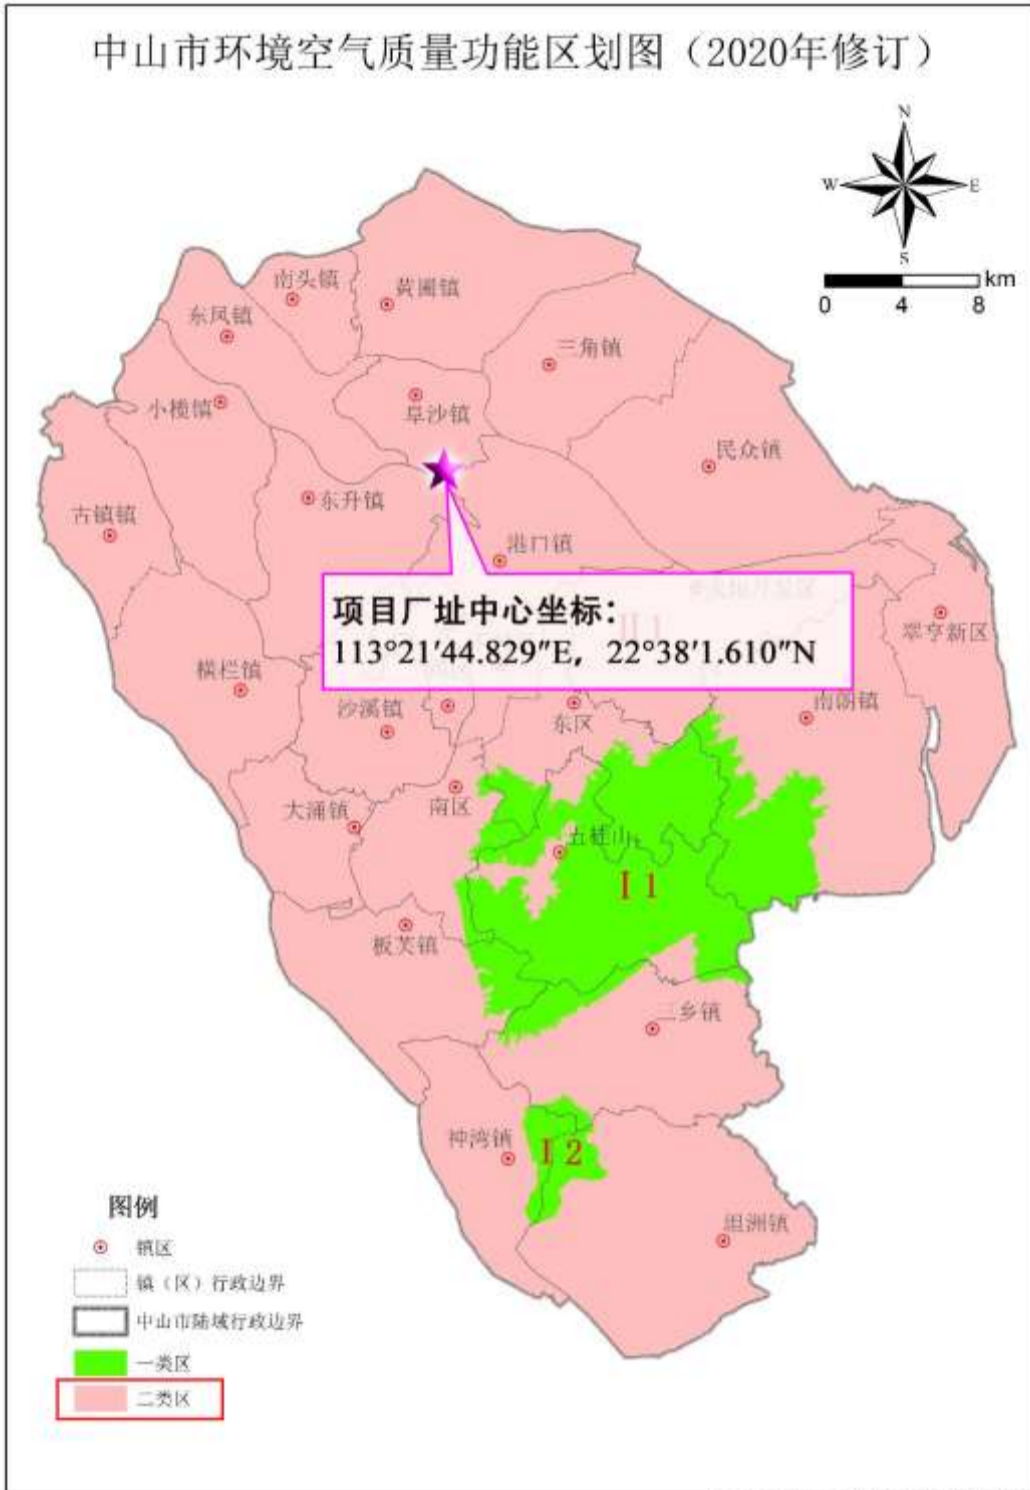 中山市环境空气质量功能区划图（2020年修订）
N
W
E
S
km
0 4 8
南头镇
黄圃镇
东凤镇
三角镇
小榄镇
阜沙镇
民众镇
东升镇
古镇镇
港口镇
项目厂址中心坐标：
113°21′44.829″E，22°38′1.610″N
翠亨新区
横栏镇
沙溪镇
东区
南朗镇
大涌镇
南区
五桂山
I 1
板芙镇
三乡镇
神湾镇
I 2
坦洲镇
图例
镇区
镇（区）行政边界
中山市陆域行政边界
一类区
二类区